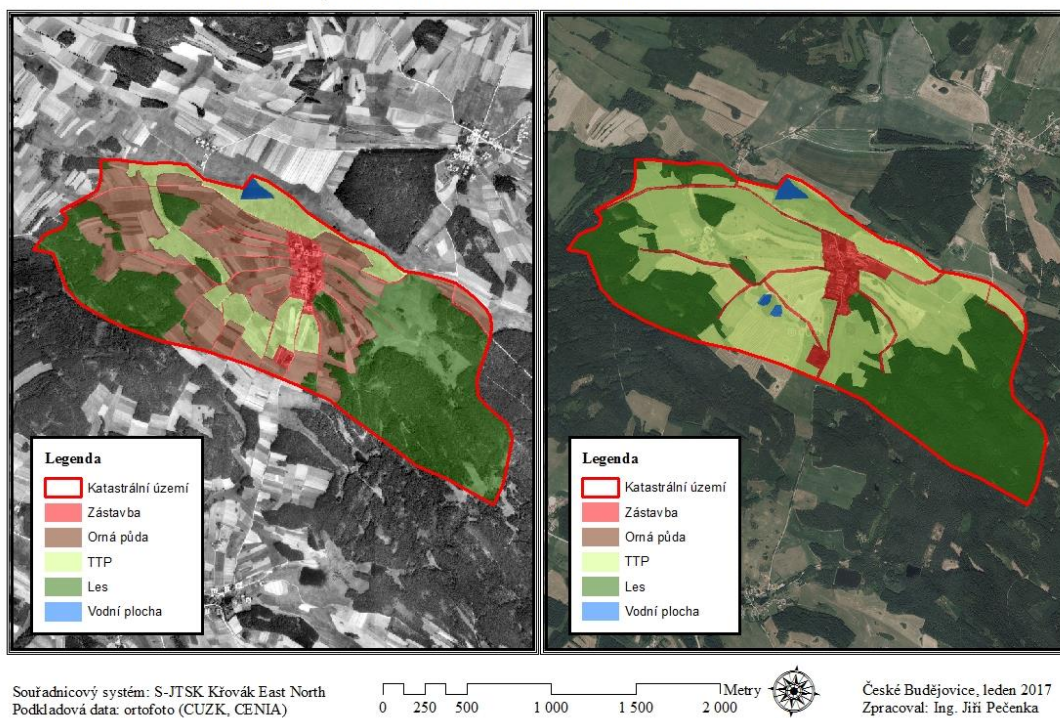 Legenda
Katastrální území
Zástavba
Orná půda
TTP
Les
Vodní plocha
Legenda
Katastrální území
Zástavba
Orná půda
TTP
Les
Vodní plocha
Souřadnicový systém: S-JTSK Křovák East North
Podkladová data: ortofoto (CUZK, CENIA)
Metry
0 250 500 1 000 1 500 2 000
České Budějovice, leden 2017
Zpracoval: Ing. Jiří Pečenka